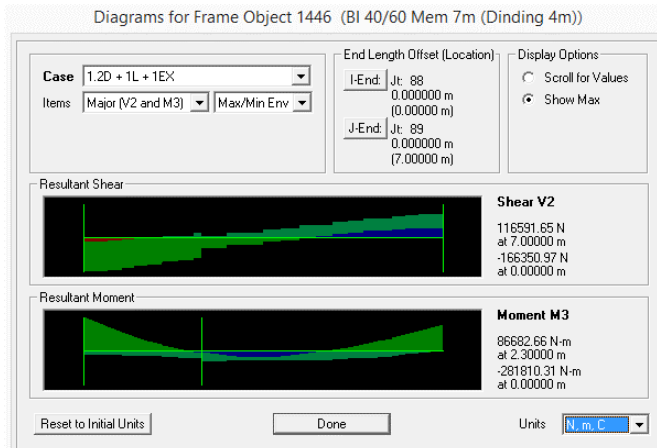 Diagrams for Frame Object 1446 (BI 40/60 Mem 7m (Dinding 4m))
Case 1.2D + 1L + 1EX
Items Major (V2 and M3) Max/Min Env
End Length Offset (Location)
I-End: Jt: 88
0.000000 m
(0.00000 m)
J-End: Jt: 89
0.000000 m
(7.00000 m)
Display Options
Scroll for Values
Show Max
Resultant Shear
Shear V2
116591.65 N
at 7.00000 m
-166350.97 N
at 0.00000 m
Resultant Moment
Moment M3
86682.66 N-m
at 2.30000 m
-281810.31 N-m
at 0.00000 m
Reset to Initial Units Done Units N, m, C